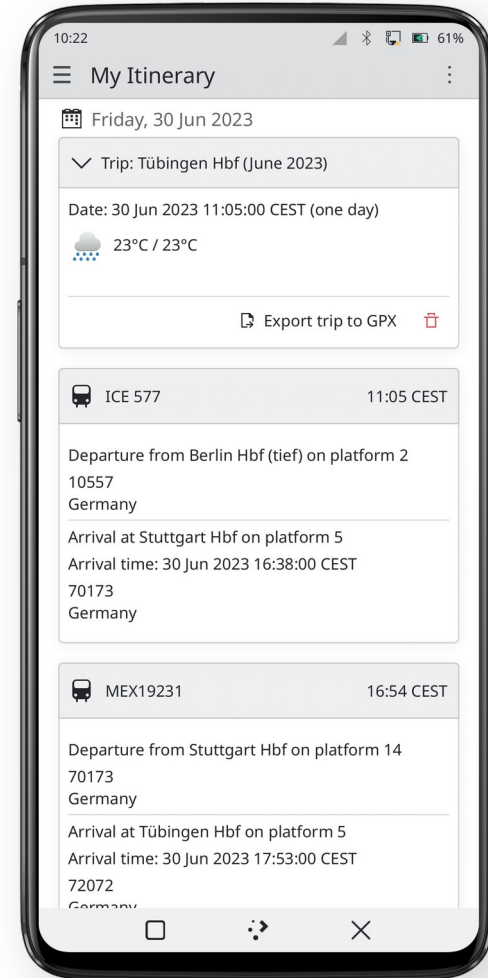 10:22
61%
My Itinerary
Friday, 30 Jun 2023
Trip: Tübingen Hbf (June 2023)
Date: 30 Jun 2023 11:05:00 CEST (one day)
23°C / 23°C
Export trip to GPX
ICE 577
11:05 CEST
Departure from Berlin Hbf (tief) on platform 2
10557
Germany
Arrival at Stuttgart Hbf on platform 5
Arrival time: 30 Jun 2023 16:38:00 CEST
70173
Germany
MEX19231
16:54 CEST
Departure from Stuttgart Hbf on platform 14
70173
Germany
Arrival at Tübingen Hbf on platform 5
Arrival time: 30 Jun 2023 17:53:00 CEST
72072
Germany